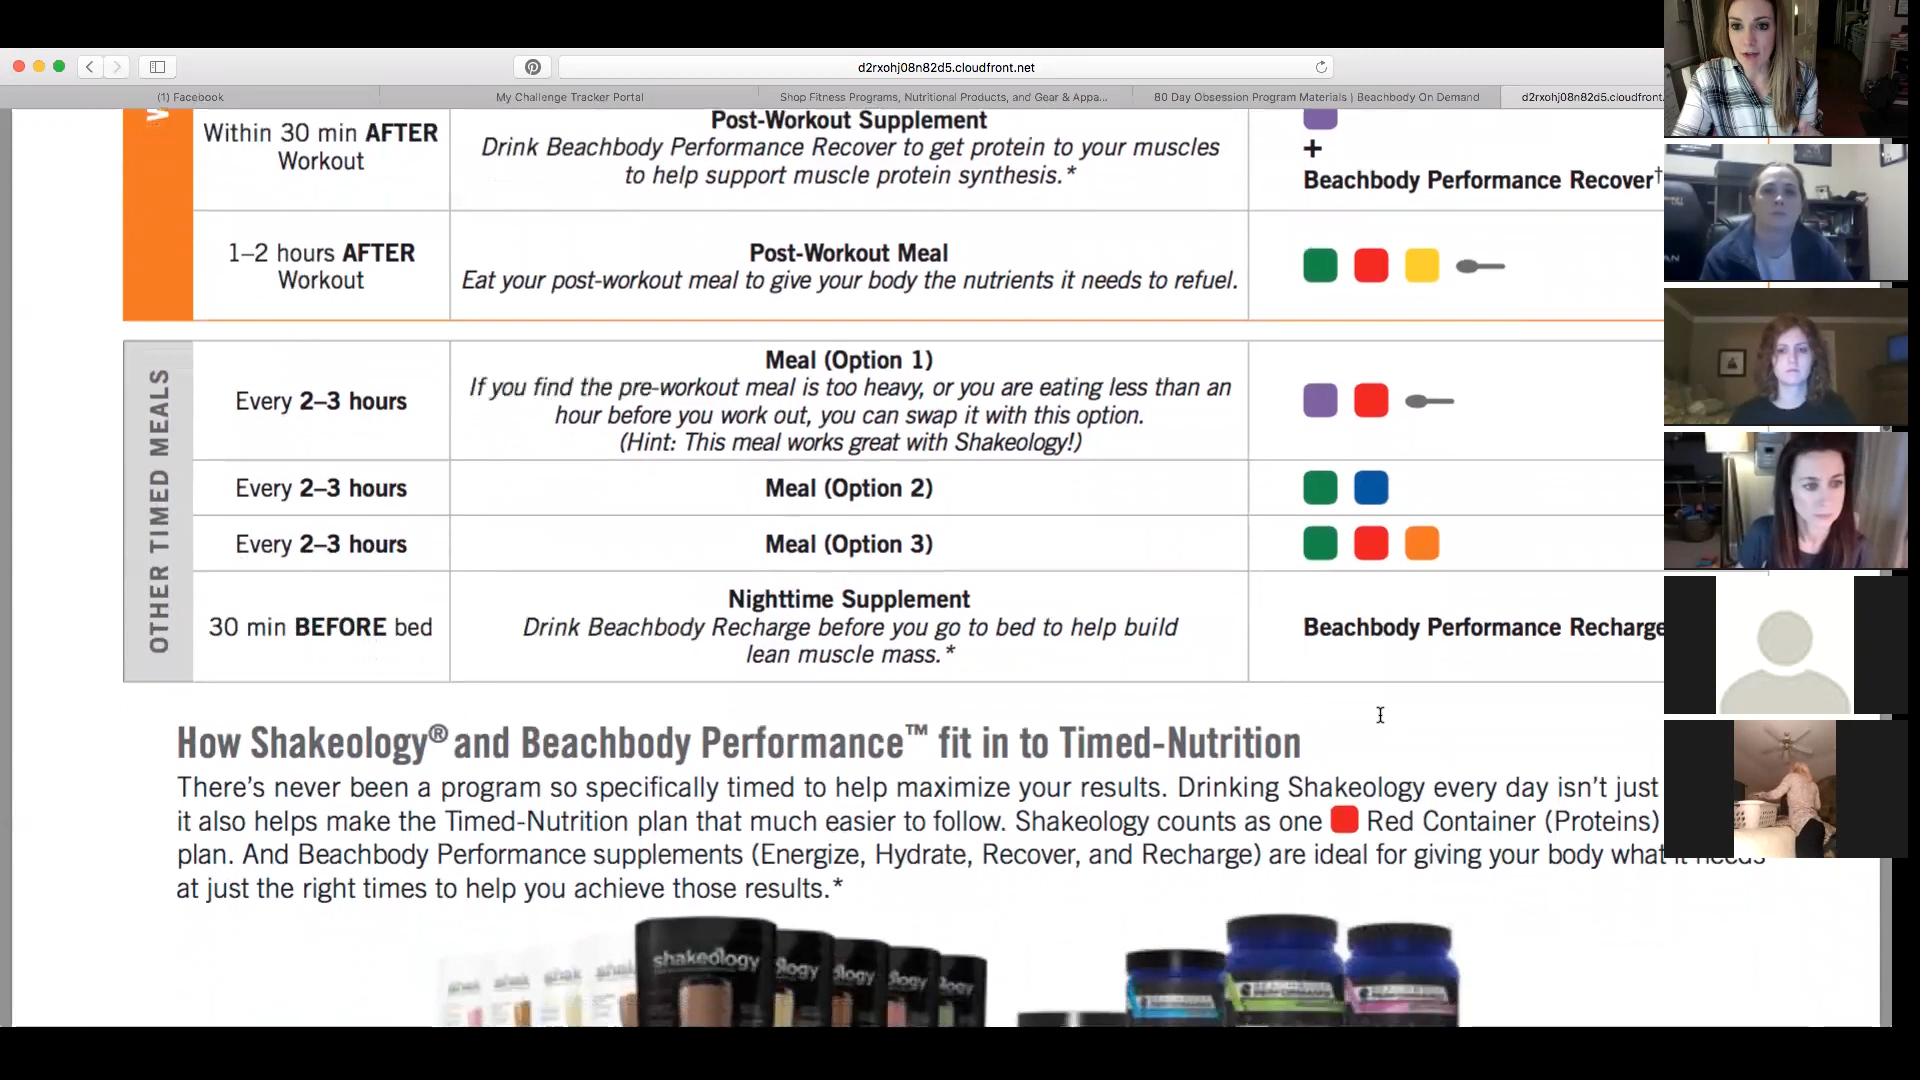 d2rxohj08n82d5.cloudfront.net
(1) Facebook
My Challenge Tracker Portal
Shop Fitness Programs, Nutritional Products, and Gear & Appa...
80 Day Obsession Program Materials | Beachbody On Demand
d2rxohj08n82d5.cloudfront.
Within 30 min AFTER
Workout
Post-Workout Supplement
Drink Beachbody Performance Recover to get protein to your muscles
to help support muscle protein synthesis.*
+
Beachbody Performance Recover†
1–2 hours AFTER
Workout
Post-Workout Meal
Eat your post-workout meal to give your body the nutrients it needs to refuel.
OTHER TIMED MEALS
Every 2–3 hours
Meal (Option 1)
If you find the pre-workout meal is too heavy, or you are eating less than an
hour before you work out, you can swap it with this option.
(Hint: This meal works great with Shakeology!)
Every 2–3 hours
Meal (Option 2)
Every 2–3 hours
Meal (Option 3)
30 min BEFORE bed
Nighttime Supplement
Drink Beachbody Recharge before you go to bed to help build
lean muscle mass.*
Beachbody Performance Recharge
How Shakeology® and Beachbody Performance™ fit in to Timed-Nutrition
There's never been a program so specifically timed to help maximize your results. Drinking Shakeology every day isn't just
it also helps make the Timed-Nutrition plan that much easier to follow. Shakeology counts as one Red Container (Proteins)
plan. And Beachbody Performance supplements (Energize, Hydrate, Recover, and Recharge) are ideal for giving your body what it needs
at just the right times to help you achieve those results.*
shakeology